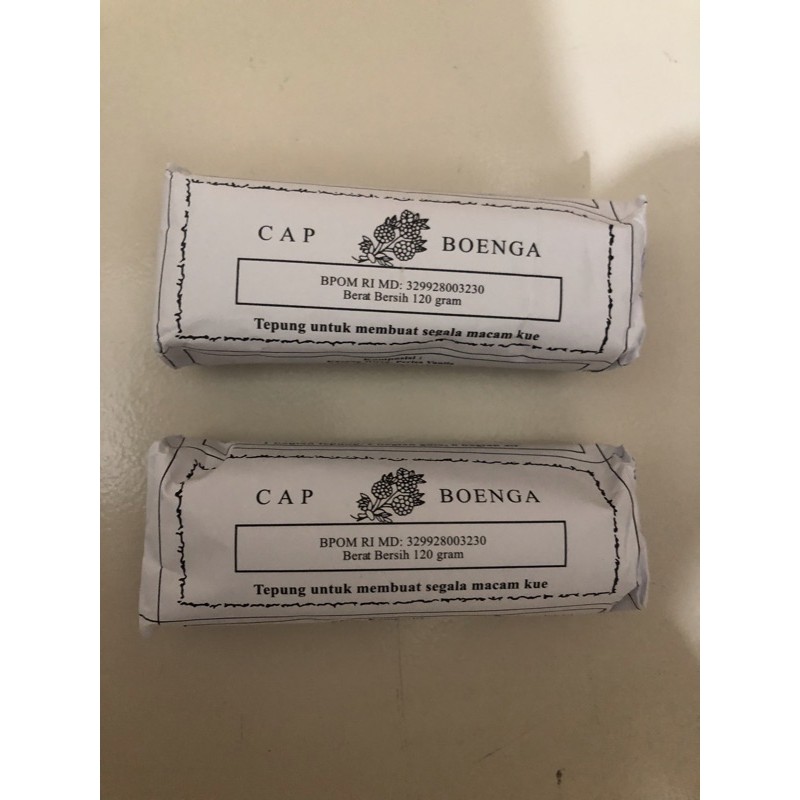 CAP BOENGA
BPOM RI MD: 329928003230
Berat Bersih 120 gram
Tepung untuk membuat segala macam kue
CAP BOENGA
BPOM RI MD: 329928003230
Berat Bersih 120 gram
Tepung untuk membuat segala macam kue